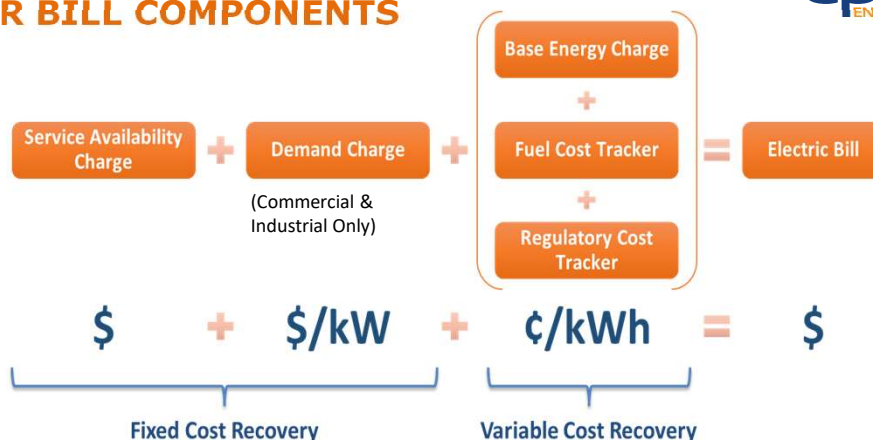 R BILL COMPONENTS
EN
Base Energy Charge
+
Service Availability
Charge
+
Demand Charge
+
Fuel Cost Tracker
=
Electric Bill
(Commercial &
Industrial Only)
+
Regulatory Cost
Tracker
$ + $/kW + ¢/kWh = $
Fixed Cost Recovery
Variable Cost Recovery